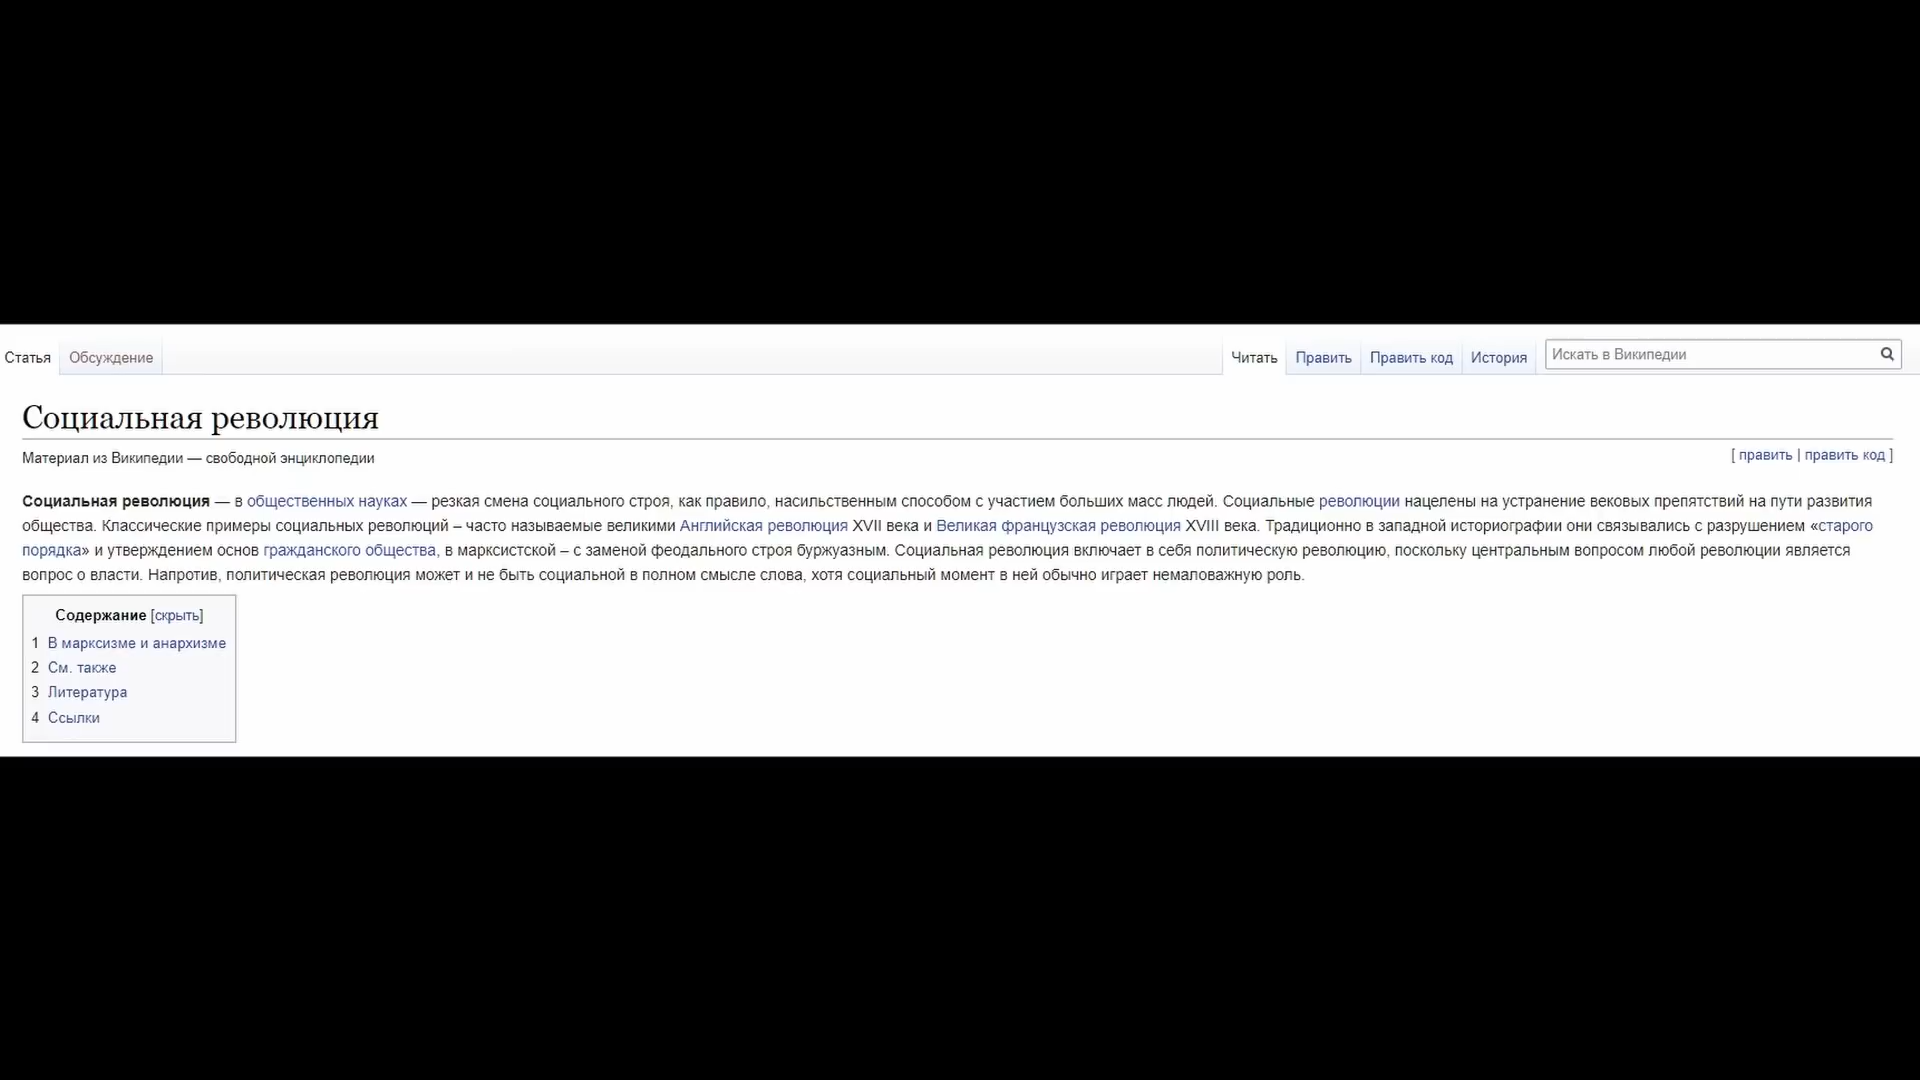 Статья Обсуждение Читать Править Править код История Искать в Википедии
Социальная революция
Материал из Википедии — свободной энциклопедии [ править | править код ]
Социальная революция — в общественных науках — резкая смена социального строя, как правило, насильственным способом с участием больших масс людей. Социальные революции нацелены на устранение вековых препятствий на пути развития
общества. Классические примеры социальных революций – часто называемые великими Английская революция XVII века и Великая французская революция XVIII века. Традиционно в западной историографии они связывались с разрушением «старого
порядка» и утверждением основ гражданского общества, в марксистской – с заменой феодального строя буржуазным. Социальная революция включает в себя политическую революцию, поскольку центральным вопросом любой революции является
вопрос о власти. Напротив, политическая революция может и не быть социальной в полном смысле слова, хотя социальный момент в ней обычно играет немаловажную роль.
Содержание [скрыть]
1 В марксизме и анархизме
2 См. также
3 Литература
4 Ссылки